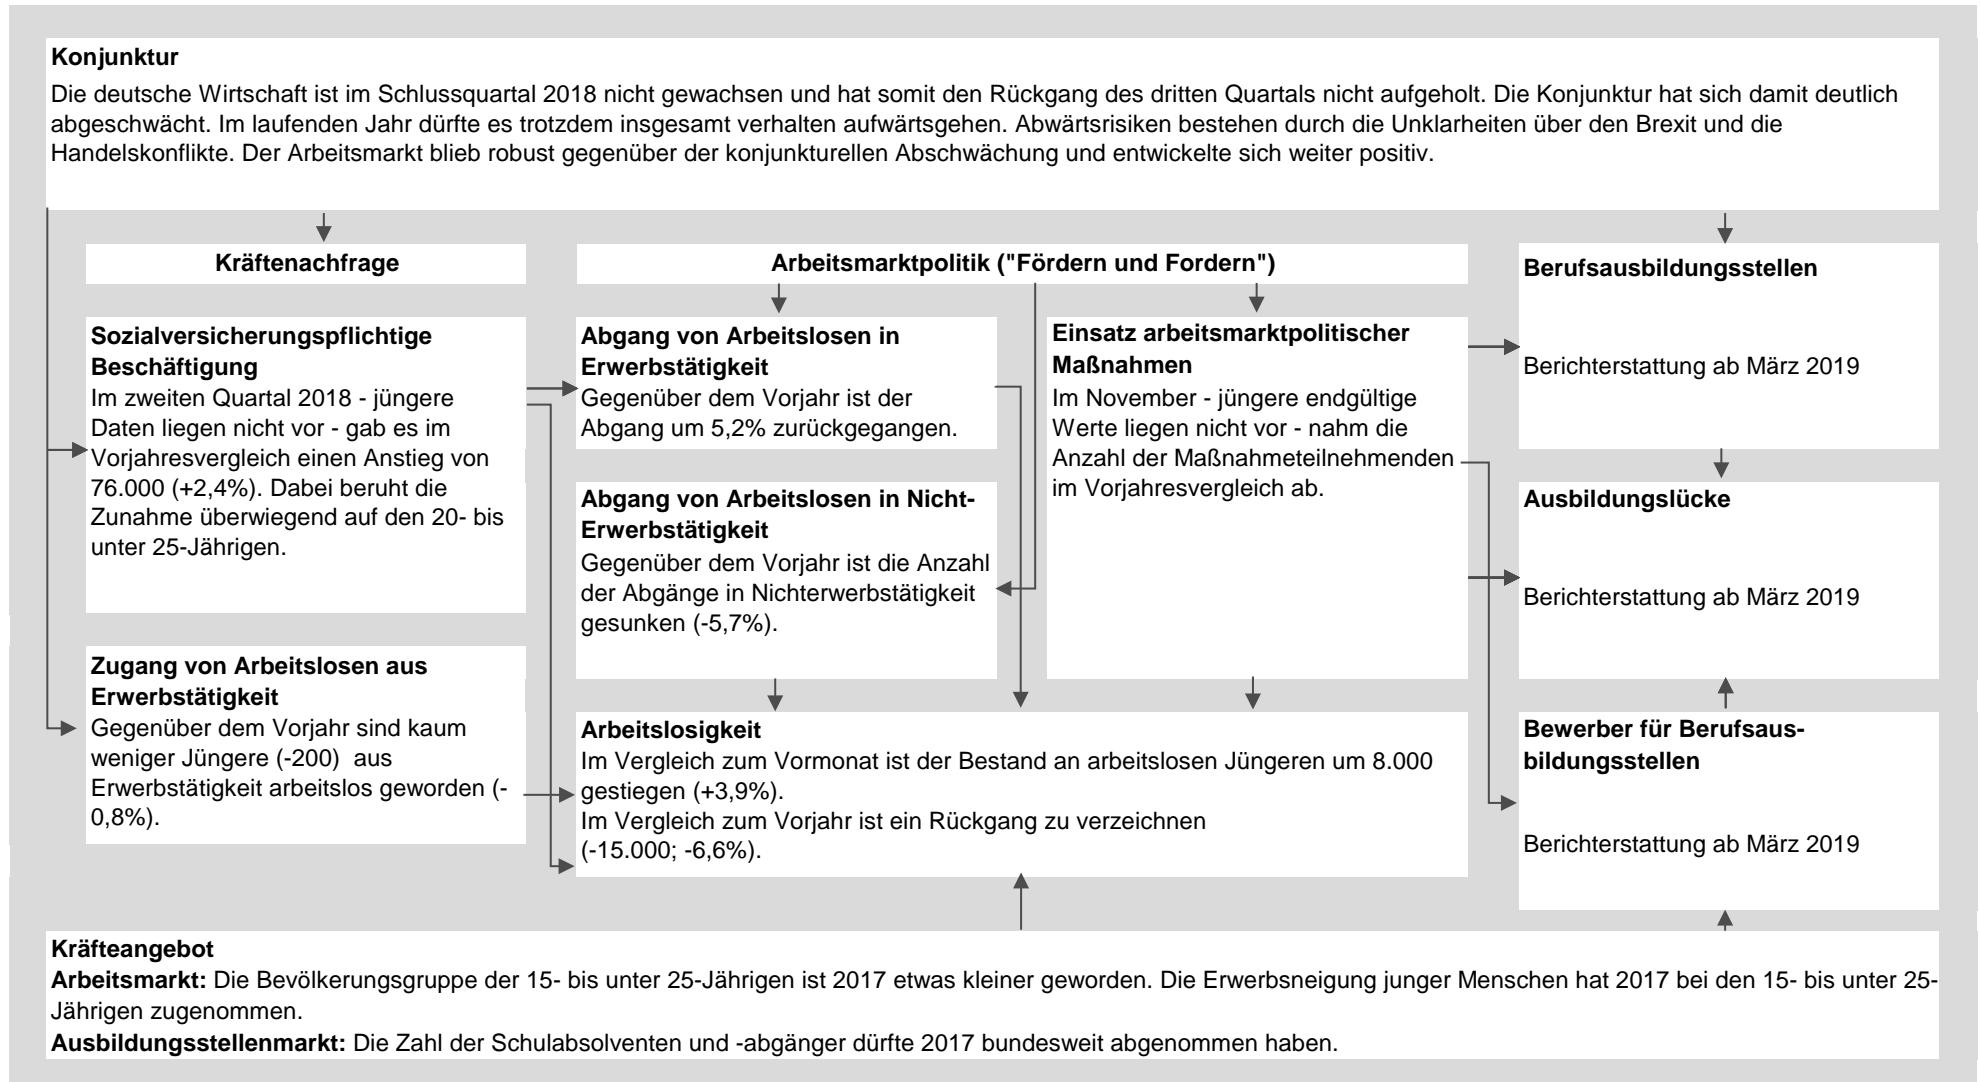 Konjunktur
Die deutsche Wirtschaft ist im Schlussquartal 2018 nicht gewachsen und hat somit den Rückgang des dritten Quartals nicht aufgeholt. Die Konjunktur hat sich damit deutlich
abgeschwächt. Im laufenden Jahr dürfte es trotzdem insgesamt verhalten aufwärtsgehen. Abwärtsrisiken bestehen durch die Unklarheiten über den Brexit und die
Handelskonflikte. Der Arbeitsmarkt blieb robust gegenüber der konjunkturellen Abschwächung und entwickelte sich weiter positiv.
Kräftenachfrage
Sozialversicherungspflichtige
Beschäftigung
Im zweiten Quartal 2018 - jüngere
Daten liegen nicht vor - gab es im
Vorjahresvergleich einen Anstieg von
76.000 (+2,4%). Dabei beruht die
Zunahme überwiegend auf den 20- bis
unter 25-Jährigen.
Zugang von Arbeitslosen aus
Erwerbstätigkeit
Gegenüber dem Vorjahr sind kaum
weniger Jüngere (-200)  aus
Erwerbstätigkeit arbeitslos geworden (-
0,8%).
Arbeitsmarktpolitik ("Fördern und Fordern")
Abgang von Arbeitslosen in
Erwerbstätigkeit
Gegenüber dem Vorjahr ist der
Abgang um 5,2% zurückgegangen.
Abgang von Arbeitslosen in Nicht-
Erwerbstätigkeit
Gegenüber dem Vorjahr ist die Anzahl
der Abgänge in Nichterwerbstätigkeit
gesunken (-5,7%).
Einsatz arbeitsmarktpolitischer
Maßnahmen
Im November - jüngere endgültige
Werte liegen nicht vor - nahm die
Anzahl der Maßnahmeteilnehmenden
im Vorjahresvergleich ab.
Arbeitslosigkeit
Im Vergleich zum Vormonat ist der Bestand an arbeitslosen Jüngeren um 8.000
gestiegen (+3,9%).
Im Vergleich zum Vorjahr ist ein Rückgang zu verzeichnen
(-15.000; -6,6%).
Berufsausbildungsstellen
Berichterstattung ab März 2019
Ausbildungslücke
Berichterstattung ab März 2019
Bewerber für Berufsaus-
bildungsstellen
Berichterstattung ab März 2019
Kräfteangebot
Arbeitsmarkt: Die Bevölkerungsgruppe der 15- bis unter 25-Jährigen ist 2017 etwas kleiner geworden. Die Erwerbsneigung junger Menschen hat 2017 bei den 15- bis unter 25-
Jährigen zugenommen.
Ausbildungsstellenmarkt: Die Zahl der Schulabsolventen und -abgänger dürfte 2017 bundesweit abgenommen haben.